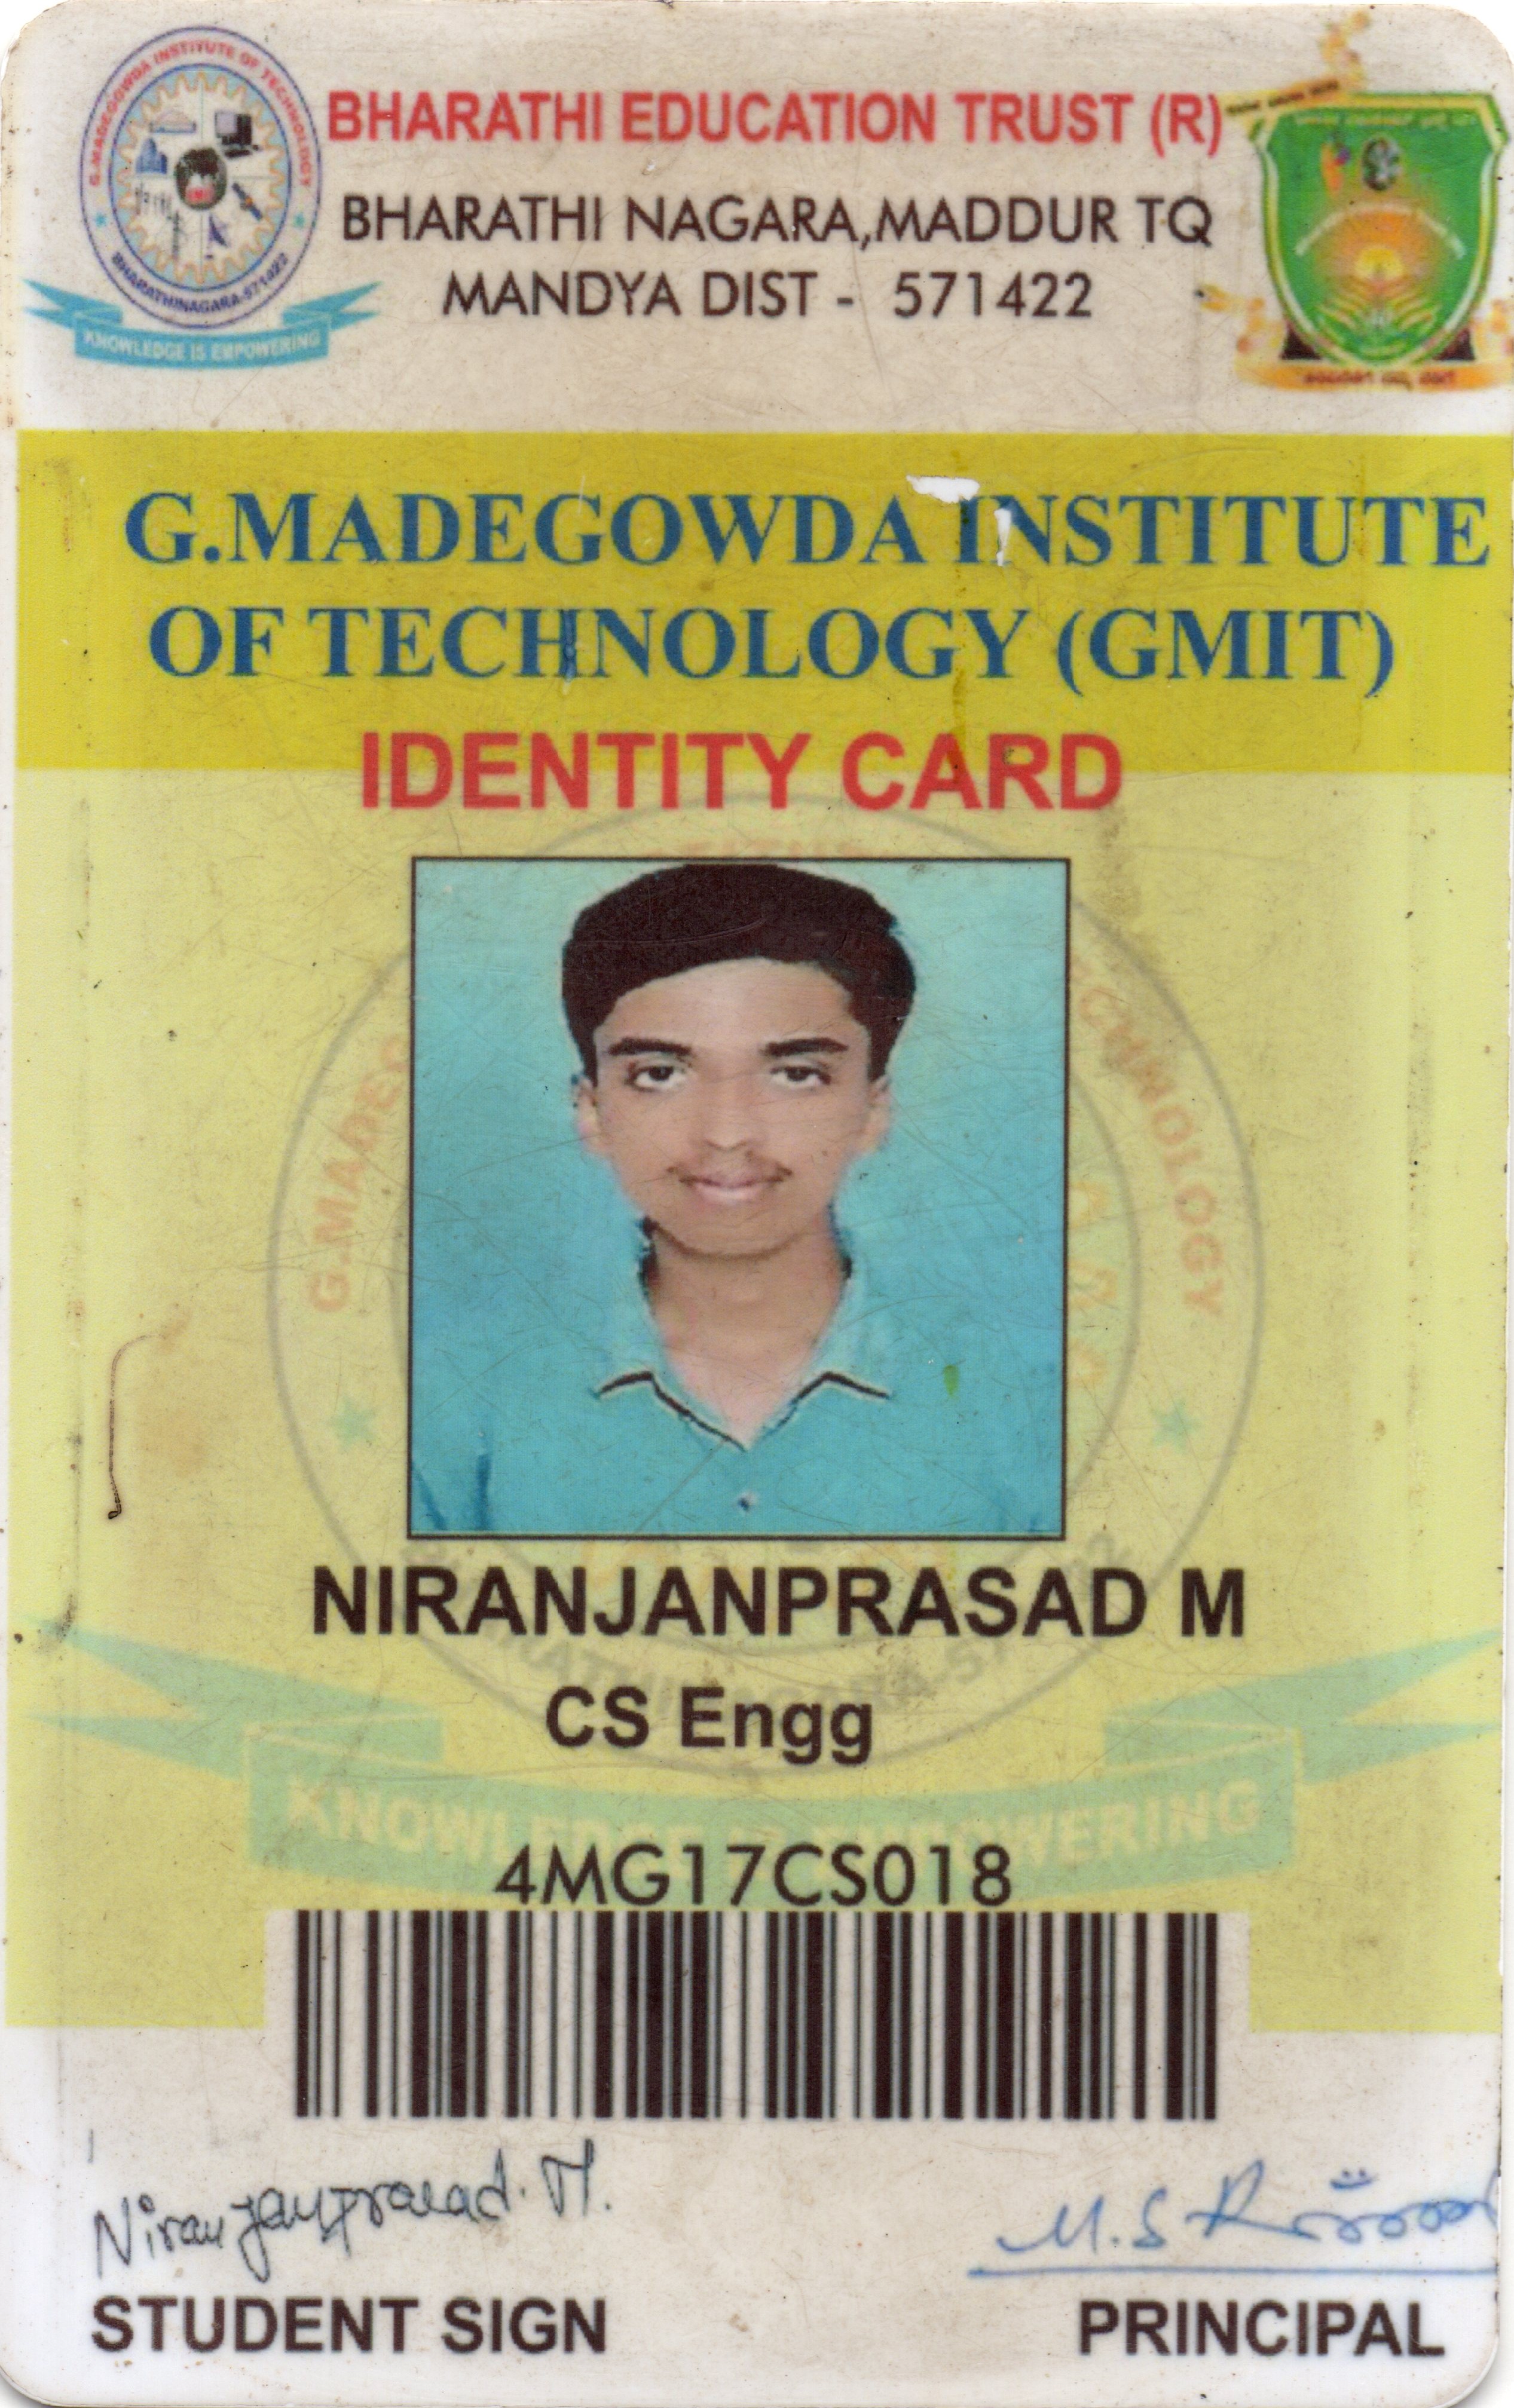 G.MADEGOWDA INSTITUTE OF TECHNOLOGY
BHARATHINAGARA-571422
KNOWLEDGE IS EMPOWERING
BHARATHI EDUCATION TRUST (R)
BHARATHI NAGARA,MADDUR TQ
MANDYA DIST - 571422
G.MADEGOWDA INSTITUTE
OF TECHNOLOGY (GMIT)
IDENTITY CARD
NIRANJANPRASAD M
CS Engg
KNOWLEDGE IS EMPOWERING
4MG17CS018
Niranjanprasad. M.
M.S
STUDENT SIGN
PRINCIPAL